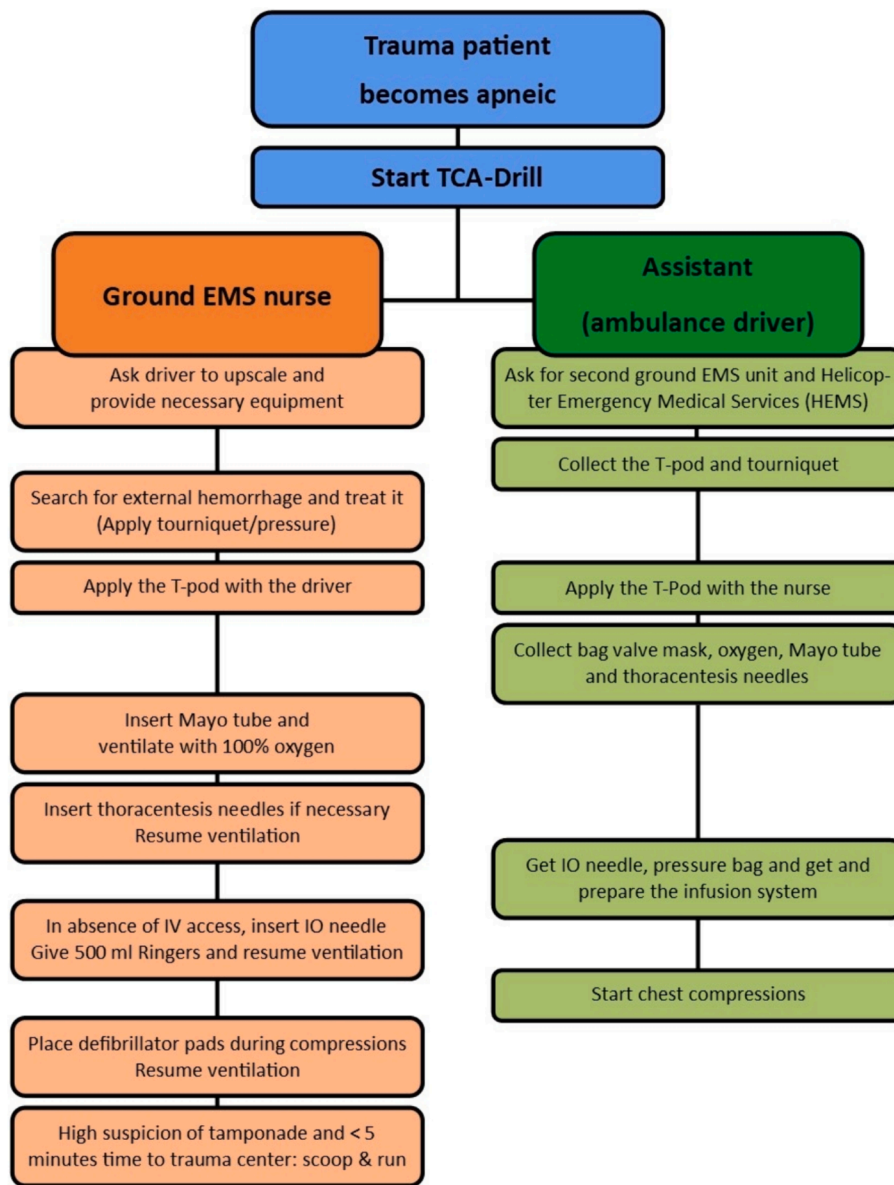 Trauma patient
becomes apneic
Start TCA-Drill
Ground EMS nurse
Ask driver to upscale and
provide necessary equipment
Search for external hemorrhage and treat it
(Apply tourniquet/pressure)
Apply the T-pod with the driver
Insert Mayo tube and
ventilate with 100% oxygen
Insert thoracentesis needles if necessary
Resume ventilation
In absence of IV access, insert IO needle
Give 500 ml Ringers and resume ventilation
Place defibrillator pads during compressions
Resume ventilation
High suspicion of tamponade and < 5
minutes time to trauma center: scoop & run
Assistant
(ambulance driver)
Ask for second ground EMS unit and Helicop-
ter Emergency Medical Services (HEMS)
Collect the T-pod and tourniquet
Apply the T-Pod with the nurse
Collect bag valve mask, oxygen, Mayo tube
and thoracentesis needles
Get IO needle, pressure bag and get and
prepare the infusion system
Start chest compressions